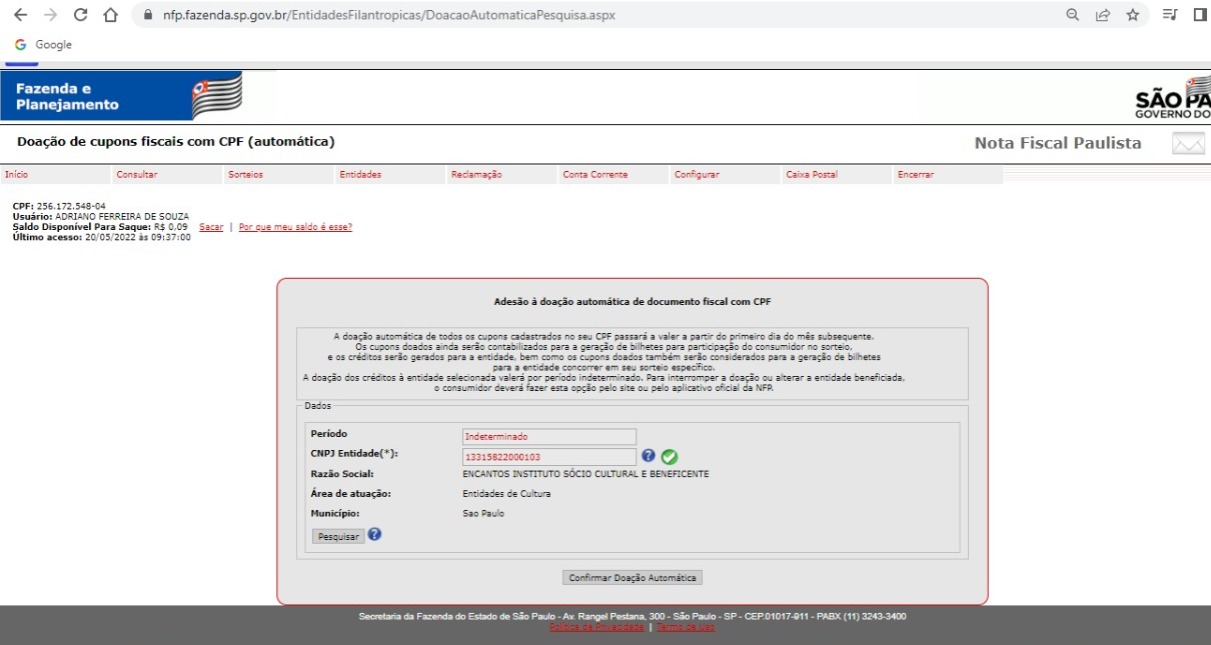 nfp.fazenda.sp.gov.br/EntidadesFilantropicas/DoacaoAutomaticaPesquisa.aspx
Google
Fazenda e
Planejamento
SÃO PA
GOVERNO DO
Doação de cupons fiscais com CPF (automática)
Nota Fiscal Paulista
Início Consultar Sorteios Entidades Reclamação Conta Corrente Configurar Caixa Postal Encerrar
CPF: 256.172.548-04
Usuário: ADRIANO FERREIRA DE SOUZA
Saldo Disponível Para Saque: R$ 0,09 Sacar | Por que meu saldo é esse?
Último acesso: 20/05/2022 às 09:37:00
Adesão à doação automática de documento fiscal com CPF
A doação automática de todos os cupons cadastrados no seu CPF passará a valer a partir do primeiro dia do mês subsequente.
Os cupons doados ainda serão contabilizados para a geração de bilhetes para participação do consumidor no sorteio,
e os créditos serão gerados para a entidade, bem como os cupons doados também serão considerados para a geração de bilhetes
para a entidade concorrer em seu sorteio específico.
A doação dos créditos à entidade selecionada valerá por período indeterminado. Para interromper a doação ou alterar a entidade beneficiada,
o consumidor deverá fazer esta opção pelo site ou pelo aplicativo oficial da NFP.
Dados
Período Indeterminado
CNPJ Entidade(*): 13315822000103
Razão Social: ENCANTOS INSTITUTO SÓCIO CULTURAL E BENEFICENTE
Área de atuação: Entidades de Cultura
Município: Sao Paulo
Pesquisar
Confirmar Doação Automática
Secretaria da Fazenda do Estado de São Paulo - Av. Rangel Pestana, 300 - São Paulo - SP - CEP.01017-911 - PABX (11) 3243-3400
Política de Privacidade | Termo de Uso